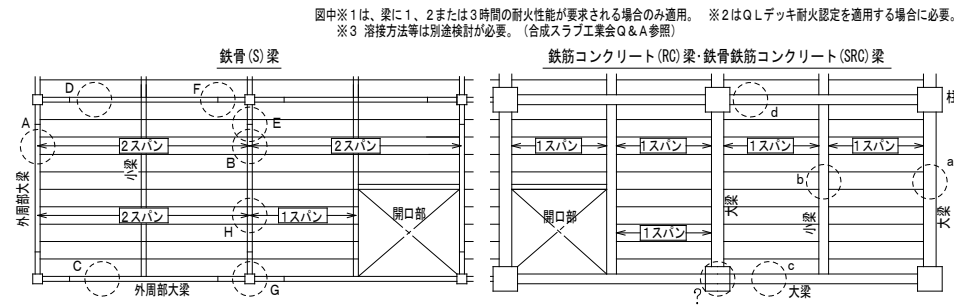 図中※1は、梁に1、2または3時間の耐火性能が要求される場合のみ適用。 ※2はQLデッキ耐火認定を適用する場合に必要。
※3 溶接方法等は別途検討が必要。(合成スラブ工業会Q&A参照)
鉄骨(S)梁
鉄筋コンクリート(RC)梁・鉄骨鉄筋コンクリート(SRC)梁
D
F
柱
A
E
d
2スパン
2スパン
1スパン
1スパン
1スパン
1スパン
B
a
小梁
b
外周部大梁
2スパン
1スパン
開口部
H
開口部
1スパン
大梁
小梁
大梁
C
G
外周部大梁
?
c
大梁